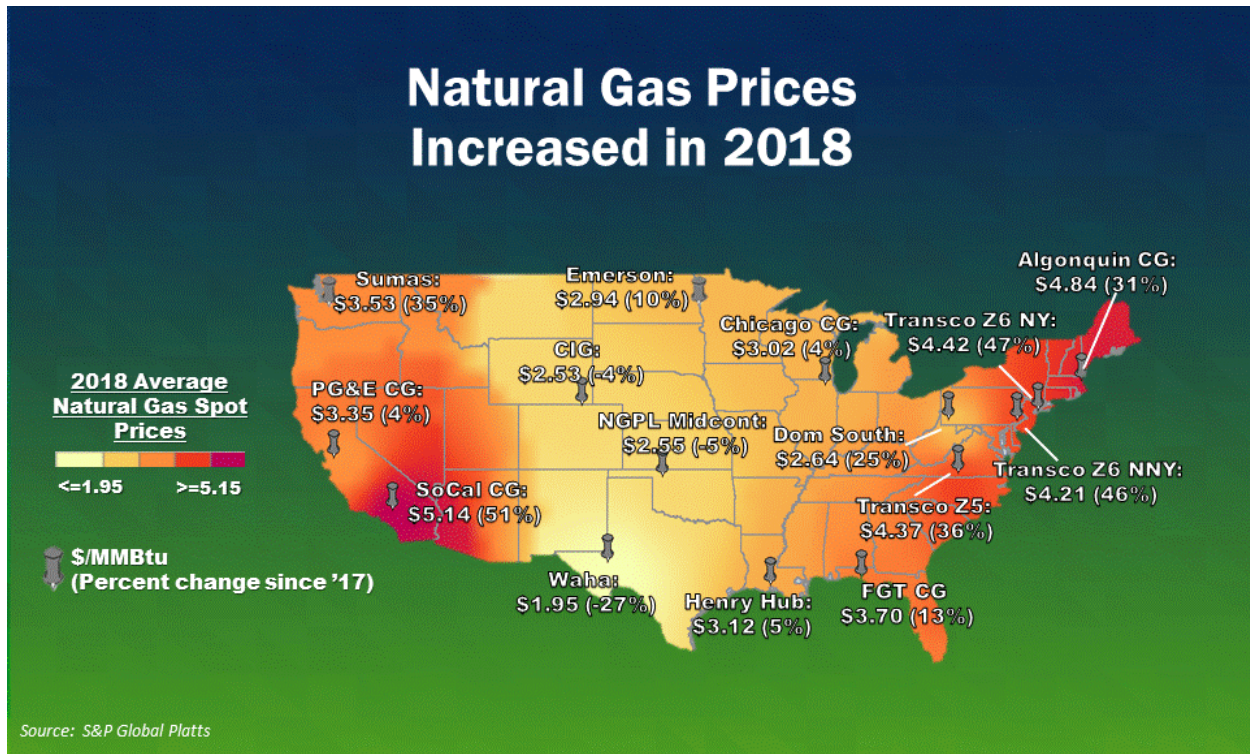 Natural Gas Prices
Increased in 2018
Algonquin CG:
$4.84 (31%)
Sumas:
$3.53 (35%)
Emerson:
$2.94 (10%)
Chicago CG:
$3.02 (4%)
Transco Z6 NY:
$4.42 (47%)
CIG:
$2.53 (-4%)
2018 Average
Natural Gas Spot
Prices
<=1.95 >=5.15
PG&E CG:
$3.35 (4%)
NGPL Midcont:
$2.55 (-5%)
Dom South:
$2.64 (25%)
Transco Z6 NNY:
$4.21 (46%)
SoCal CG:
$5.14 (51%)
Transco Z5:
$4.37 (36%)
$/MMBtu
(Percent change since '17)
Waha:
$1.95 (-27%)
Henry Hub:
$3.12 (5%)
FGT CG
$3.70 (13%)
Source: S&P Global Platts